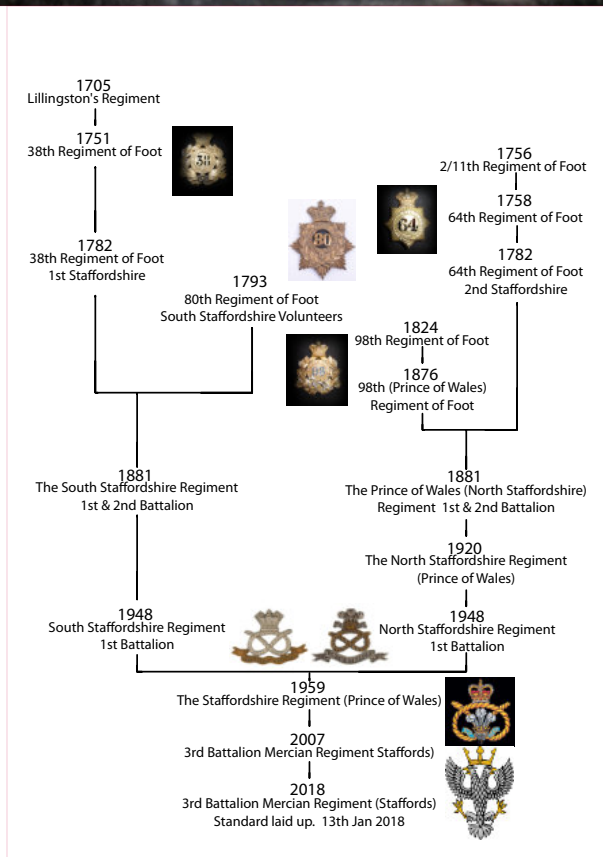 1705
Lillingston's Regiment
1751
38th Regiment of Foot
38
1782
38th Regiment of Foot
1st Staffordshire
80
1793
80th Regiment of Foot
South Staffordshire Volunteers
64
1756
2/11th Regiment of Foot
1758
64th Regiment of Foot
1782
64th Regiment of Foot
2nd Staffordshire
1824
98th Regiment of Foot
1876
98th (Prince of Wales)
Regiment of Foot
1881
The South Staffordshire Regiment
1st & 2nd Battalion
1881
The Prince of Wales (North Staffordshire)
Regiment 1st & 2nd Battalion
1920
The North Staffordshire Regiment
(Prince of Wales)
1948
South Staffordshire Regiment
1st Battalion
1948
North Staffordshire Regiment
1st Battalion
1959
The Staffordshire Regiment (Prince of Wales)
2007
3rd Battalion Mercian Regiment Staffords)
2018
3rd Battalion Mercian Regiment (Staffords)
Standard laid up. 13th Jan 2018